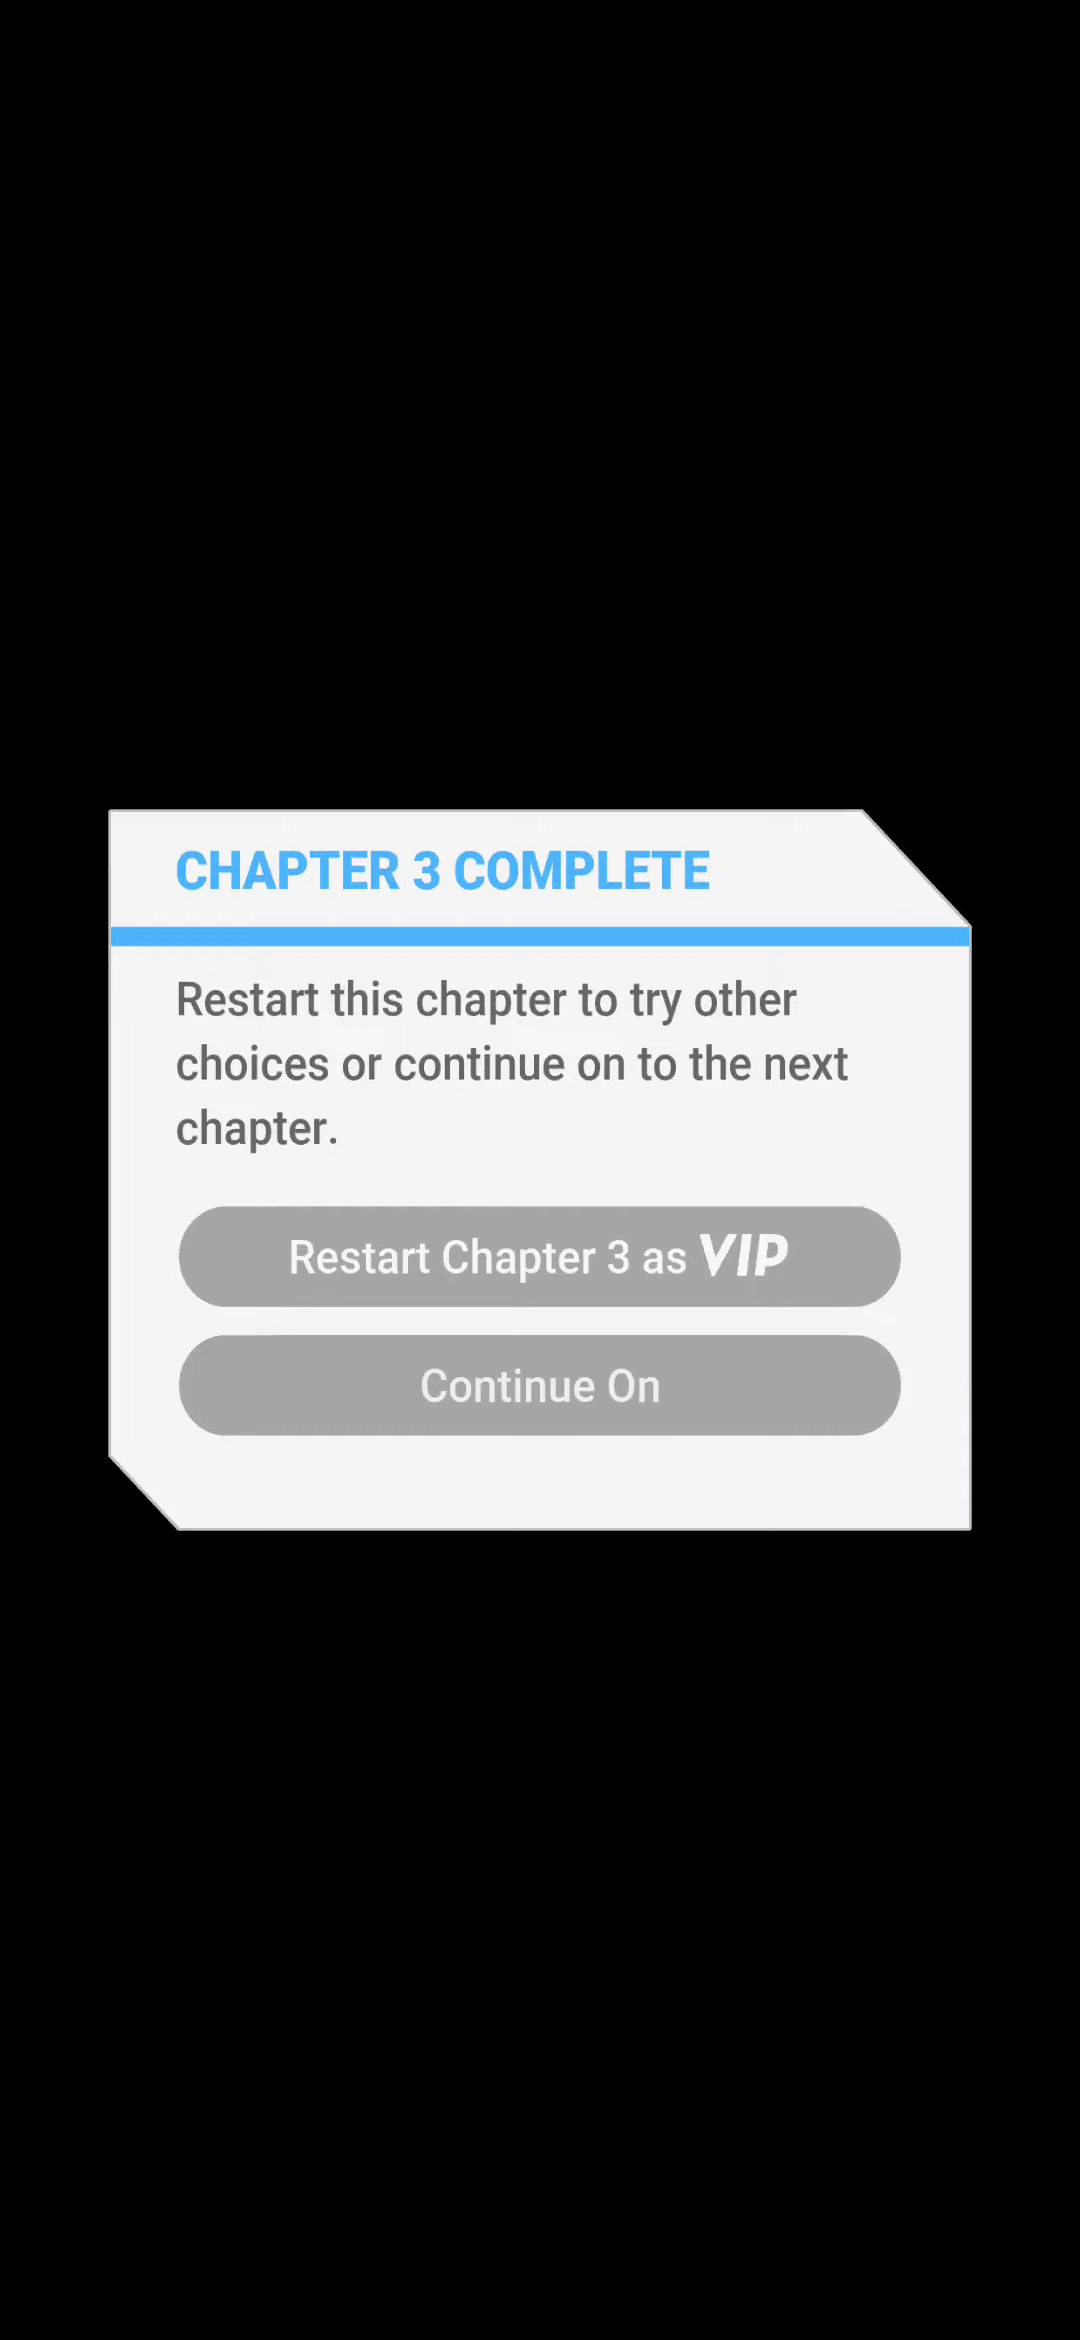 CHAPTER 3 COMPLETE
Restart this chapter to try other
choices or continue on to the next
chapter.
Restart Chapter 3 as VIP
Continue On